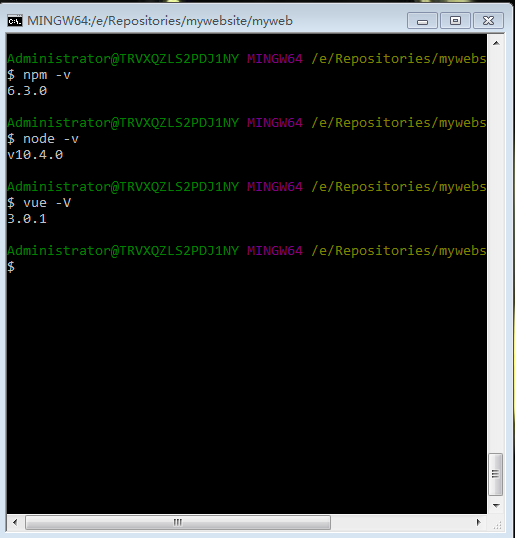 MINGW64:/e/Repositories/mywebsite/myweb
Administrator@TRVXQZLS2PDJ1NY MINGW64 /e/Repositories/mywebs
$ npm -v
6.3.0
Administrator@TRVXQZLS2PDJ1NY MINGW64 /e/Repositories/mywebs
$ node -v
v10.4.0
Administrator@TRVXQZLS2PDJ1NY MINGW64 /e/Repositories/mywebs
$ vue -V
3.0.1
Administrator@TRVXQZLS2PDJ1NY MINGW64 /e/Repositories/mywebs
$